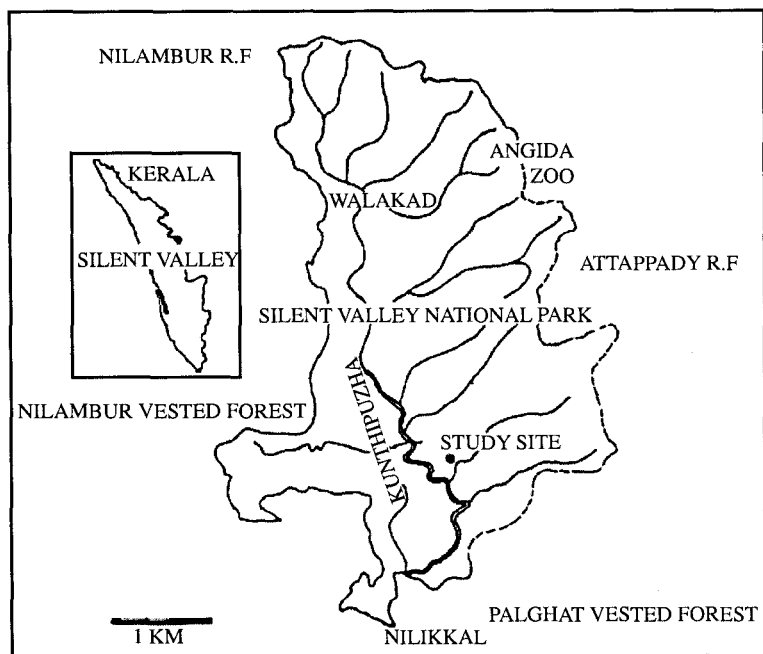 NILAMBUR R.F
ANGIDA
ZOO
KERALA
WALAKAD
SILENT VALLEY
ATTAPPADY R.F
SILENT VALLEY NATIONAL PARK
KUNTHIPUZHA
NILAMBUR VESTED FOREST
STUDY SITE
PALGHAT VESTED FOREST
1 KM
NILIKKAL